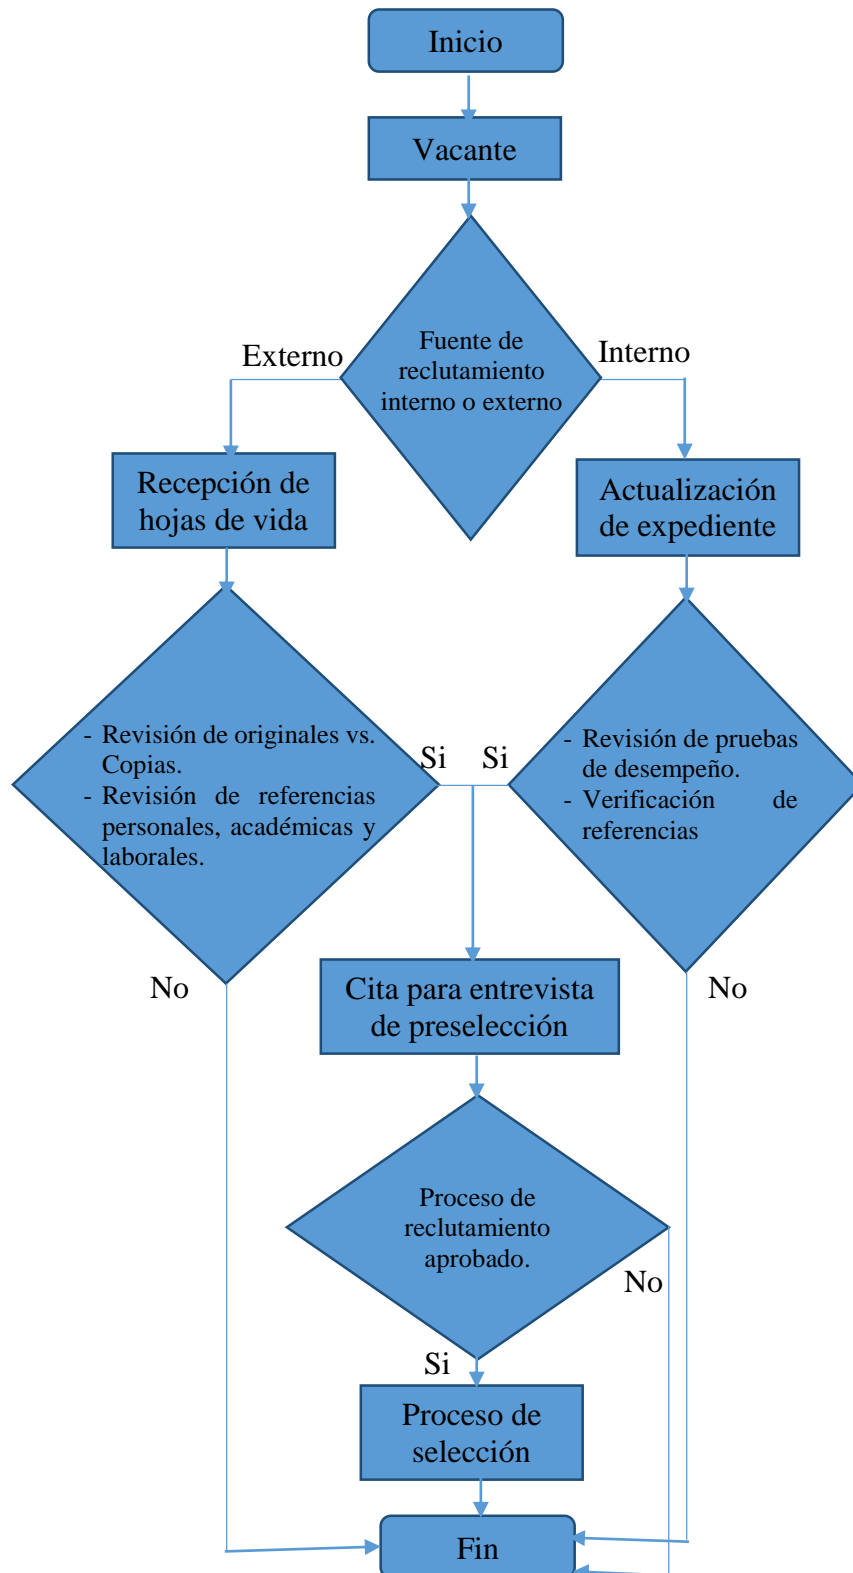 Inicio
Vacante
Fuente de
reclutamiento
interno o externo
Externo
Interno
Recepción de
hojas de vida
Actualización
de expediente
- Revisión de originales vs.
Copias.
- Revisión de referencias
personales, académicas y
laborales.
Si
Si
- Revisión de pruebas
de desempeño.
- Verificación de
referencias
No
No
Cita para entrevista
de preselección
Proceso de
reclutamiento
aprobado.
No
Si
Proceso de
selección
Fin